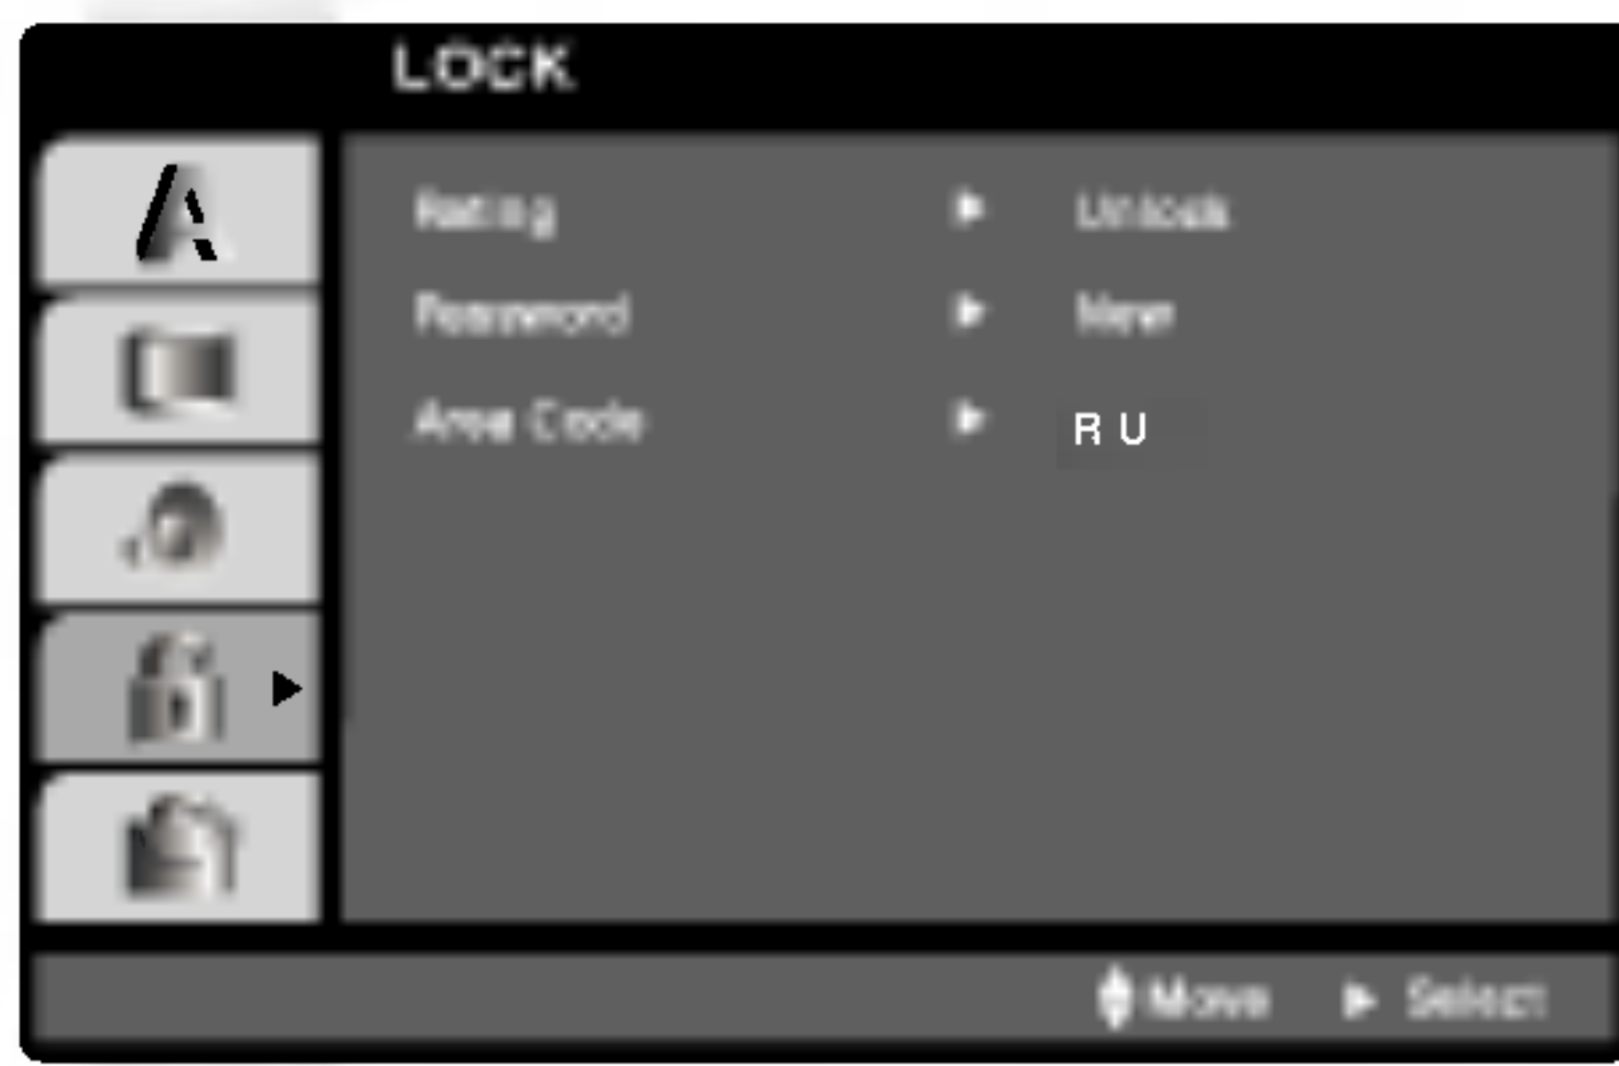 LOCK
Rating ▶ Unlock
Password ▶ New
Area Code ▶ R U
Move ▶ Select